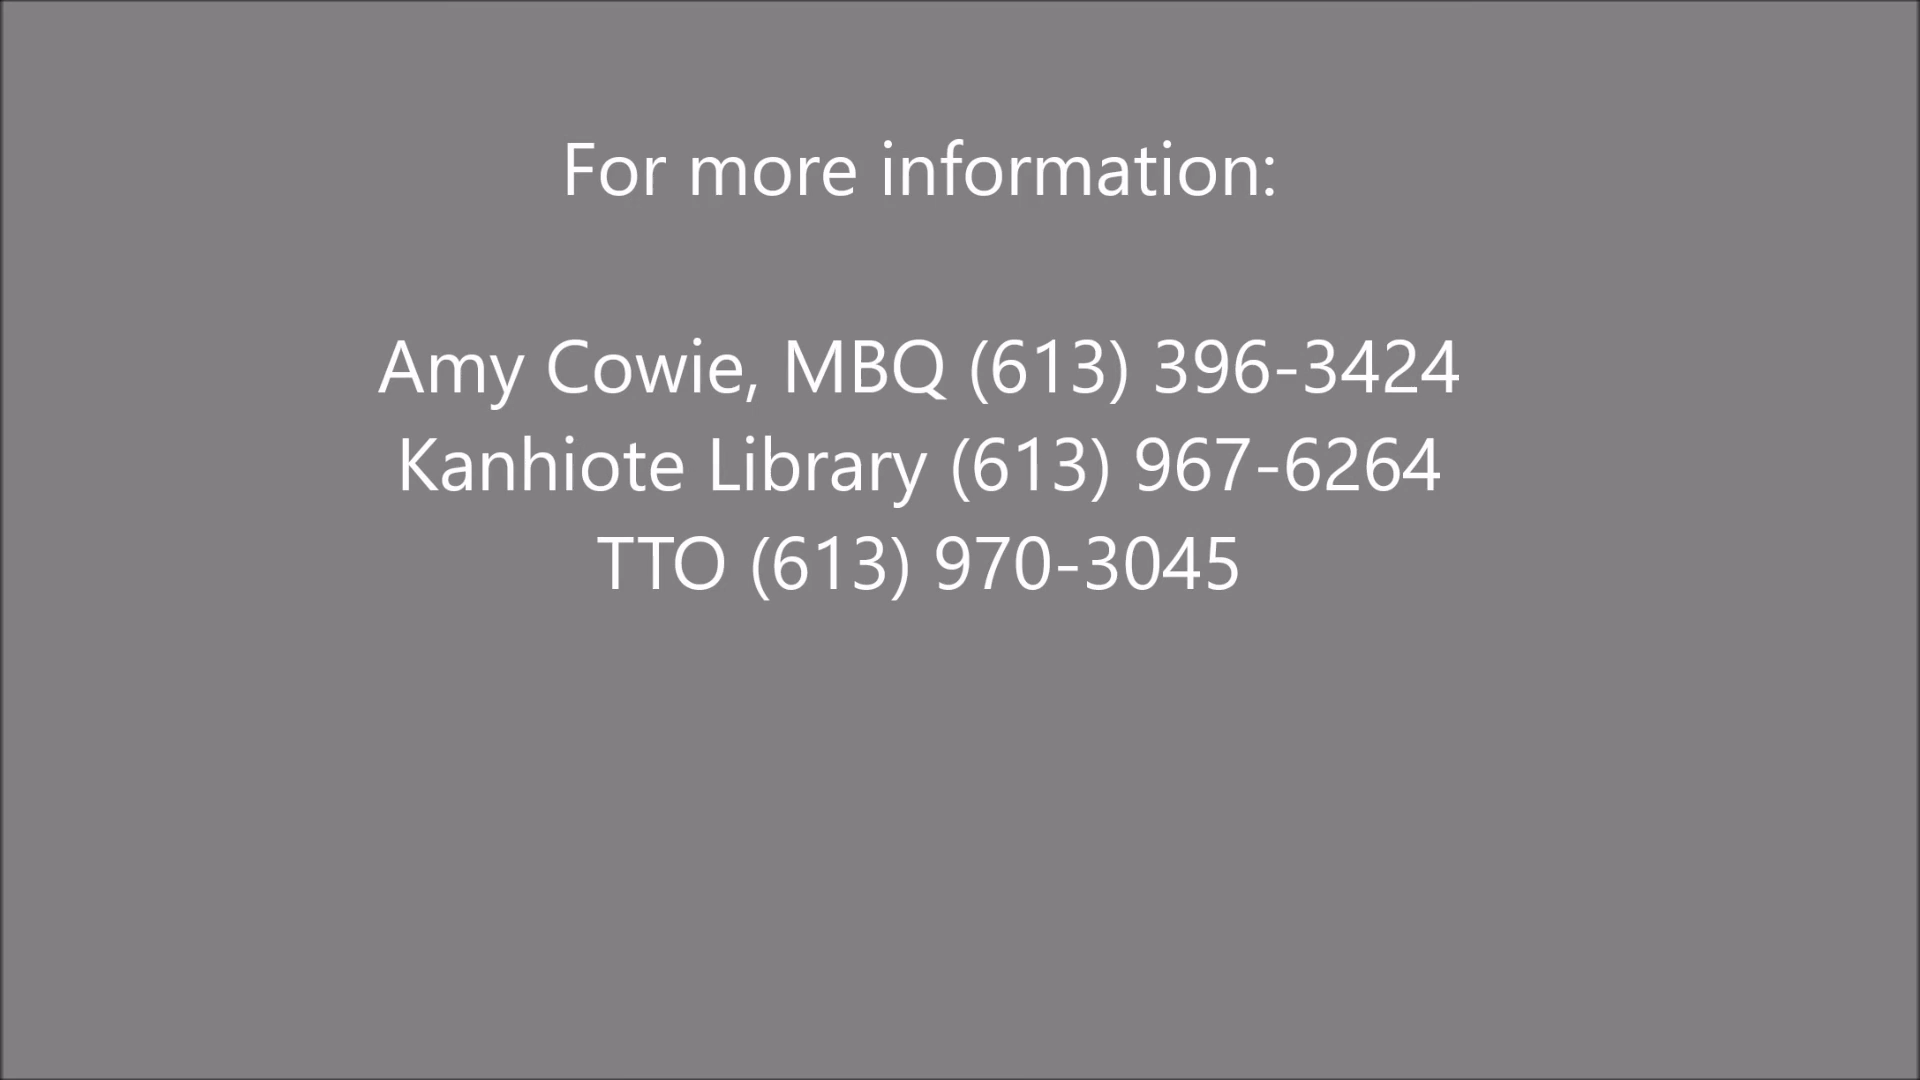 For more information:
Amy Cowie, MBQ (613) 396-3424
Kanhiote Library (613) 967-6264
TTO (613) 970-3045